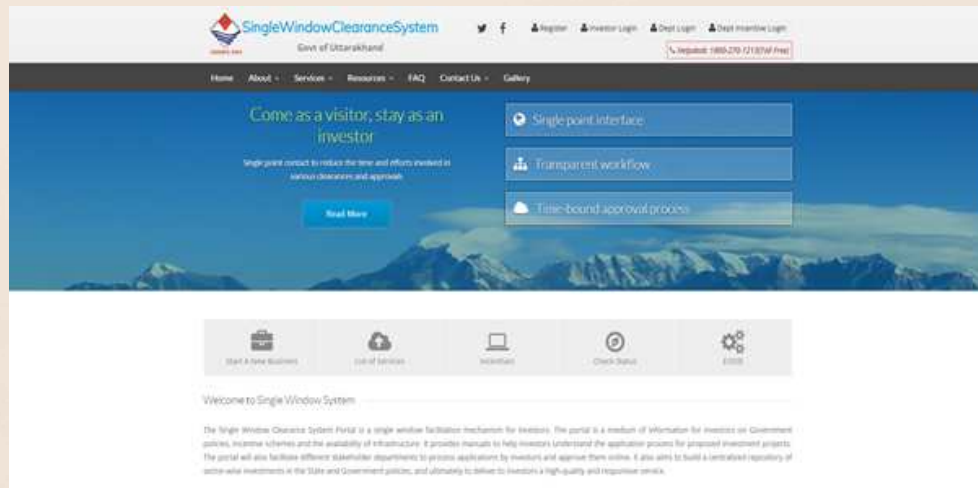 SingleWindowClearanceSystem
Govt of Uttarakhand
Register Investor Login Dept Login Dept Incentive Login
Helpdesk
Home About Services Resources FAQ Contact Us Gallery
Come as a visitor, stay as an
investor
Single point contact to reduce the time and efforts involved in
various clearances and approvals
Read More
Single point interface
Transparent workflow
Time-bound approval process
Start A New Business
List of Services
Incentives
Check Status
EODB
Welcome to Single Window System
The Single Window Clearance System Portal is a single window facilitation mechanism for investors. The portal is a medium of information for investors on Government
policies, incentive schemes and the availability of infrastructure. It provides manuals to help investors understand the application process for proposed investment projects.
The portal will also facilitate different stakeholder departments to process applications by investors and approve them online. It also aims to build a centralized repository of
sector-wise investments in the State and Government policies, and ultimately to deliver to investors a high-quality and responsive service.